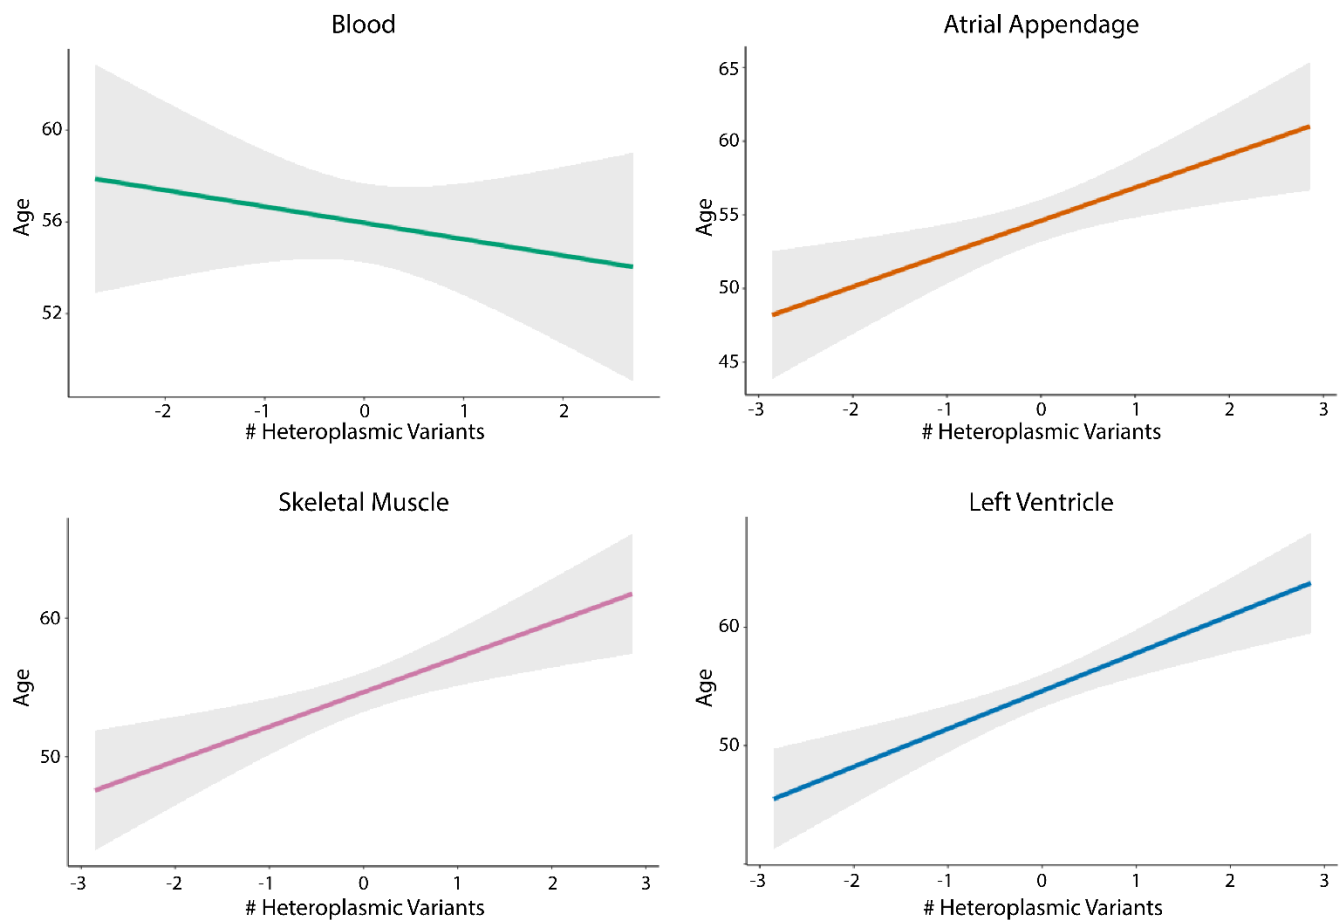 Blood
60
56
52
Age
-2 -1 0 1 2
# Heteroplasmic Variants
Atrial Appendage
65
60
55
50
45
Age
-3 -2 -1 0 1 2 3
# Heteroplasmic Variants
Skeletal Muscle
60
50
Age
-3 -2 -1 0 1 2 3
# Heteroplasmic Variants
Left Ventricle
60
50
Age
-3 -2 -1 0 1 2 3
# Heteroplasmic Variants